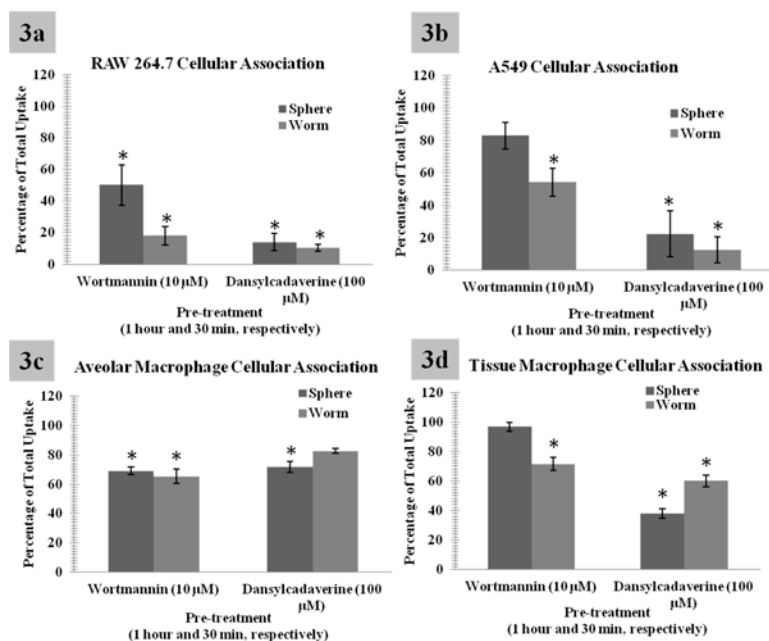 3a
RAW 264.7 Cellular Association
Percentage of Total Uptake
120
100
80
60
40
20
0
Sphere
Worm
*
*
*
*
Wortmannin (10 µM)
Dansylcadaverine (100
µM)
Pre-treatment
(1 hour and 30 min, respectively)
3b
A549 Cellular Association
Percentage of Total Uptake
120
100
80
60
40
20
0
Sphere
Worm
*
*
*
Wortmannin (10 µM)
Dansylcadaverine (100
µM)
Pre-treatment
(1 hour and 30 min, respectively)
3c
Aveolar Macrophage Cellular Association
Percentage of Total Uptake
120
100
80
60
40
20
0
Sphere
Worm
*
*
*
Wortmannin (10 µM)
Dansylcadaverine (100
µM)
Pre-treatment
(1 hour and 30 min, respectively)
3d
Tissue Macrophage Cellular Association
Percentage of Total Uptake
120
100
80
60
40
20
0
Sphere
Worm
*
*
*
Wortmannin (10 µM)
Dansylcadaverine (100
µM)
Pre-treatment
(1 hour and 30 min, respectively)